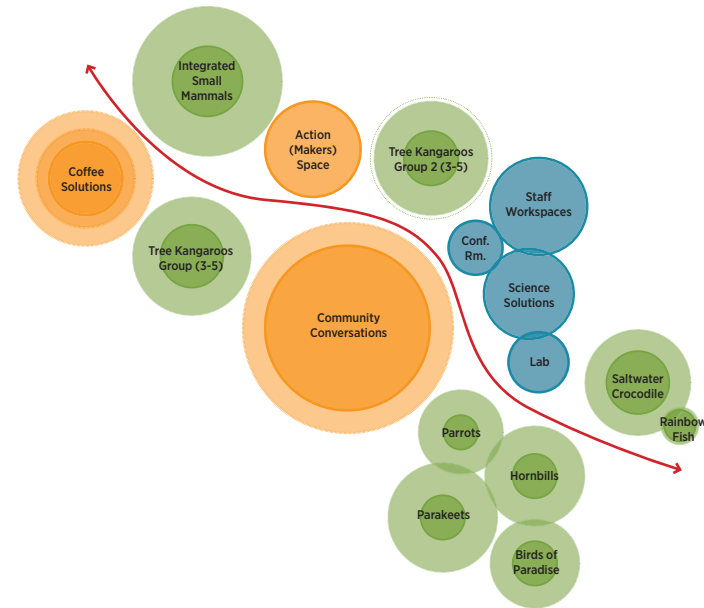 Integrated
Small
Mammals
Action
(Makers)
Space
Tree Kangaroos
Group 2 (3-5)
Coffee
Solutions
Staff
Workspaces
Tree Kangaroos
Group (3-5)
Conf.
Rm.
Science
Solutions
Community
Conversations
Lab
Saltwater
Crocodile
Rainbow
Fish
Parrots
Hornbills
Parakeets
Birds of
Paradise